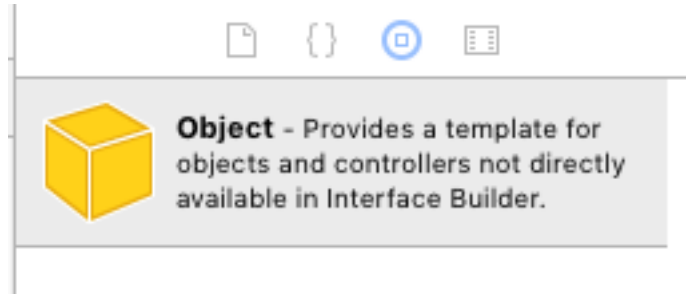 Object - Provides a template for
objects and controllers not directly
available in Interface Builder.